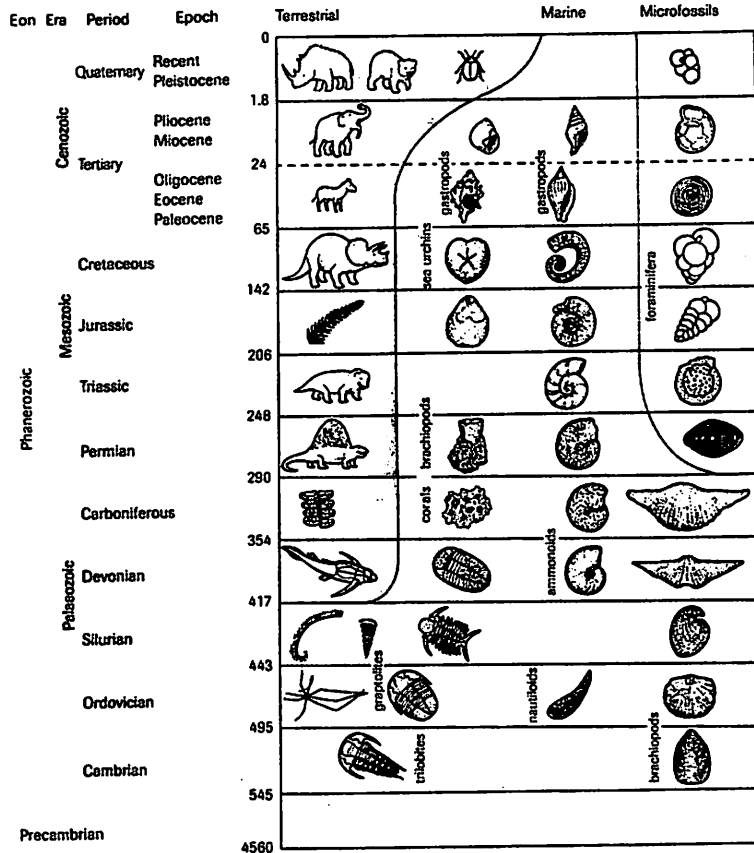 Eon Era Period Epoch Terrestrial Marine Microfossils
0
Quaternary Recent
Pleistocene
1.8
Cenozoic
Pliocene
Miocene
Tertiary 24
Oligocene
Eocene
Paleocene
gastropods
gastropods
65
Cretaceous
sea urchins
142
Mesozoic
Jurassic
foraminifera
206
Triassic
248
Phanerozoic
Permian
brachiopods
290
Carboniferous
corals
354
Palaeozoic
Devonian
ammonoids
417
Silurian
443
Ordovician
graptolites
nautiloids
495
Cambrian
trilobites
brachiopods
545
Precambrian
4560